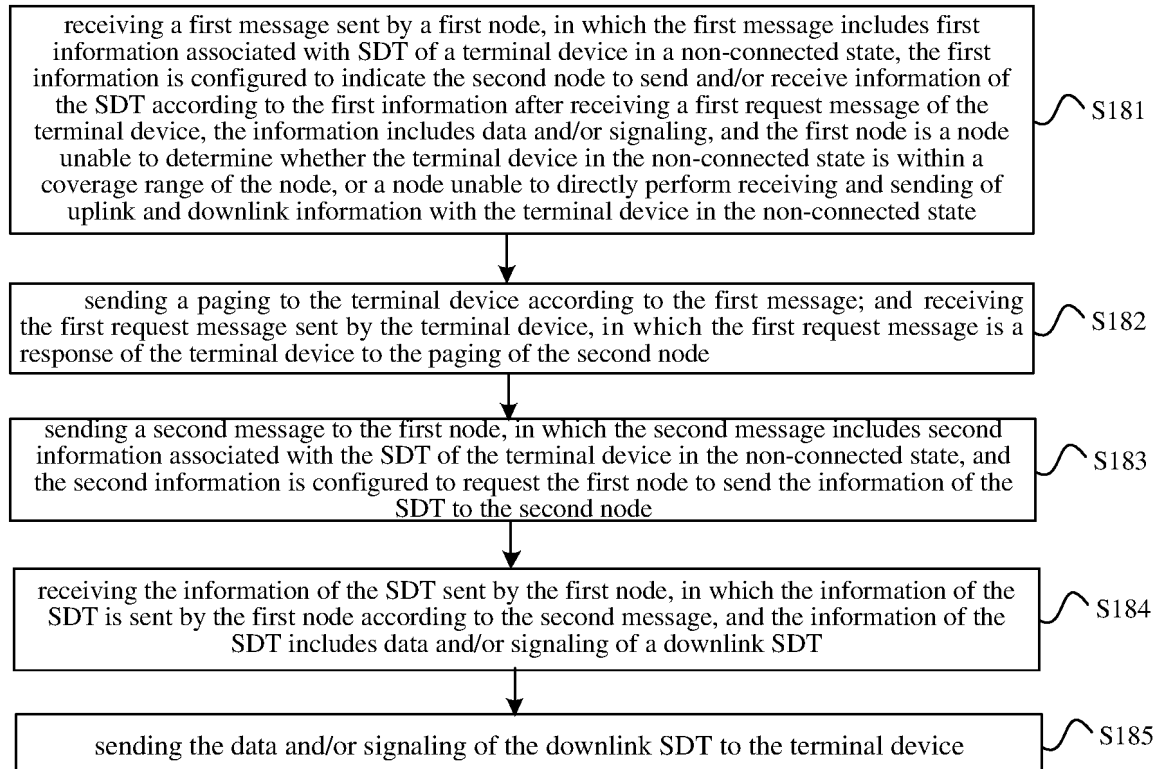 receiving a first message sent by a first node, in which the first message includes first
information associated with SDT of a terminal device in a non-connected state, the first
information is configured to indicate the second node to send and/or receive information of
the SDT according to the first information after receiving a first request message of the
terminal device, the information includes data and/or signaling, and the first node is a node
unable to determine whether the terminal device in the non-connected state is within a
coverage range of the node, or a node unable to directly perform receiving and sending of
uplink and downlink information with the terminal device in the non-connected state
S181
sending a paging to the terminal device according to the first message; and receiving
the first request message sent by the terminal device, in which the first request message is a
response of the terminal device to the paging of the second node
S182
sending a second message to the first node, in which the second message includes second
information associated with the SDT of the terminal device in the non-connected state, and
the second information is configured to request the first node to send the information of the
SDT to the second node
S183
receiving the information of the SDT sent by the first node, in which the information of the
SDT is sent by the first node according to the second message, and the information of the
SDT includes data and/or signaling of a downlink SDT
S184
sending the data and/or signaling of the downlink SDT to the terminal device
S185